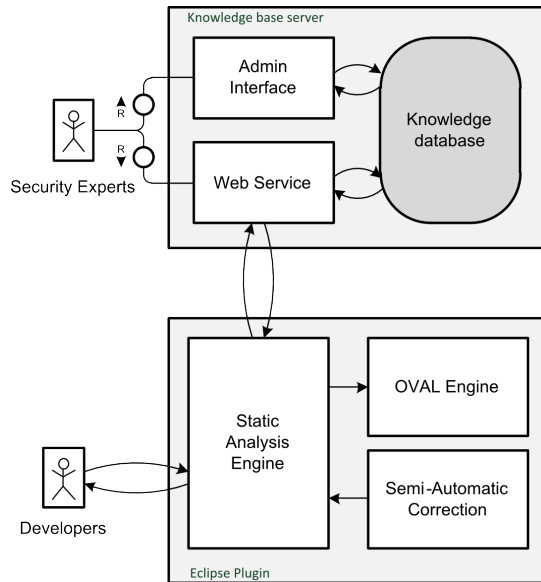 Knowledge base server
Admin
Interface
Knowledge
database
R
R
Security Experts
Web Service
Static
Analysis
Engine
OVAL Engine
Semi-Automatic
Correction
Developers
Eclipse Plugin